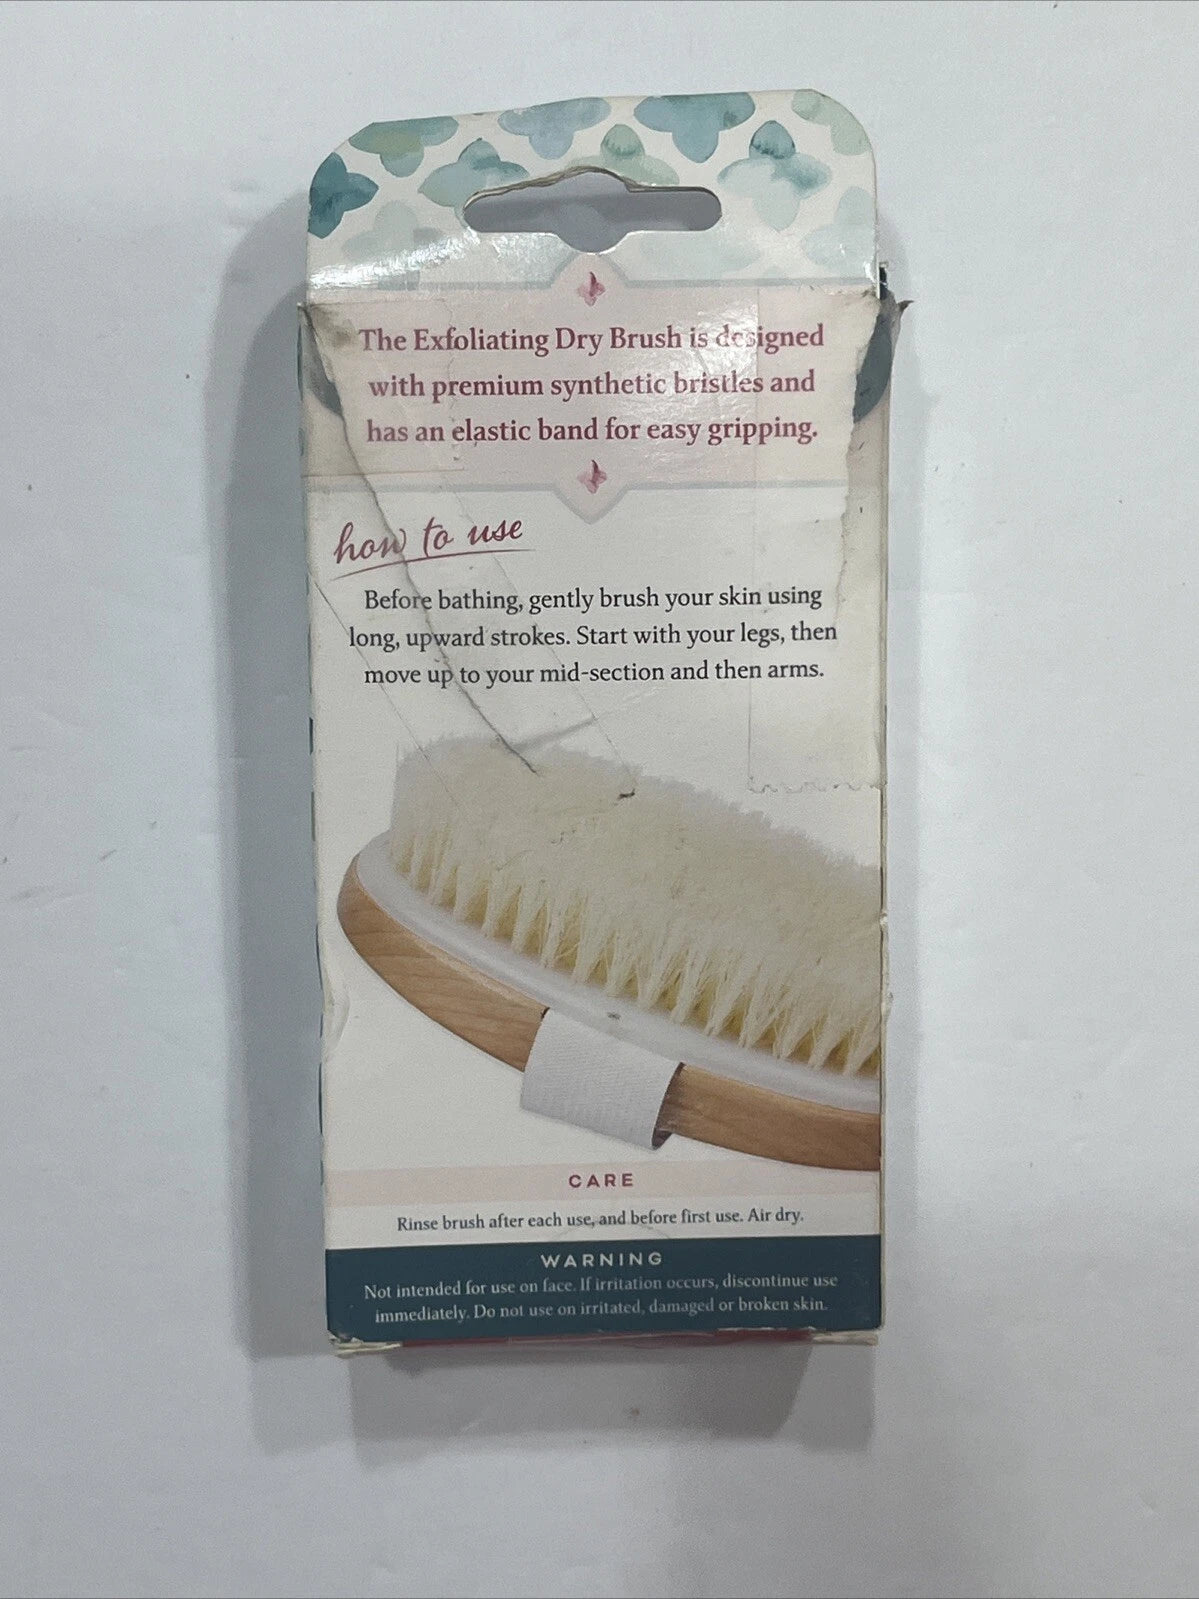 The Exfoliating Dry Brush is designed
with premium synthetic bristles and
has an elastic band for easy gripping.
how to use
Before bathing, gently brush your skin using
long, upward strokes. Start with your legs, then
move up to your mid-section and then arms.
CARE
Rinse brush after each use, and before first use. Air dry.
WARNING
Not intended for use on face. If irritation occurs, discontinue use
immediately. Do not use on irritated, damaged or broken skin.